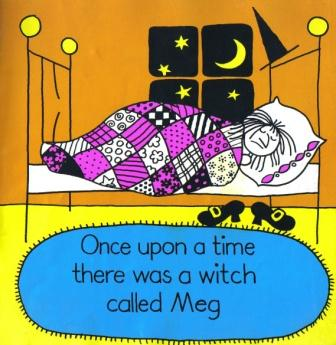 Once upon a time
there was a witch
called Meg